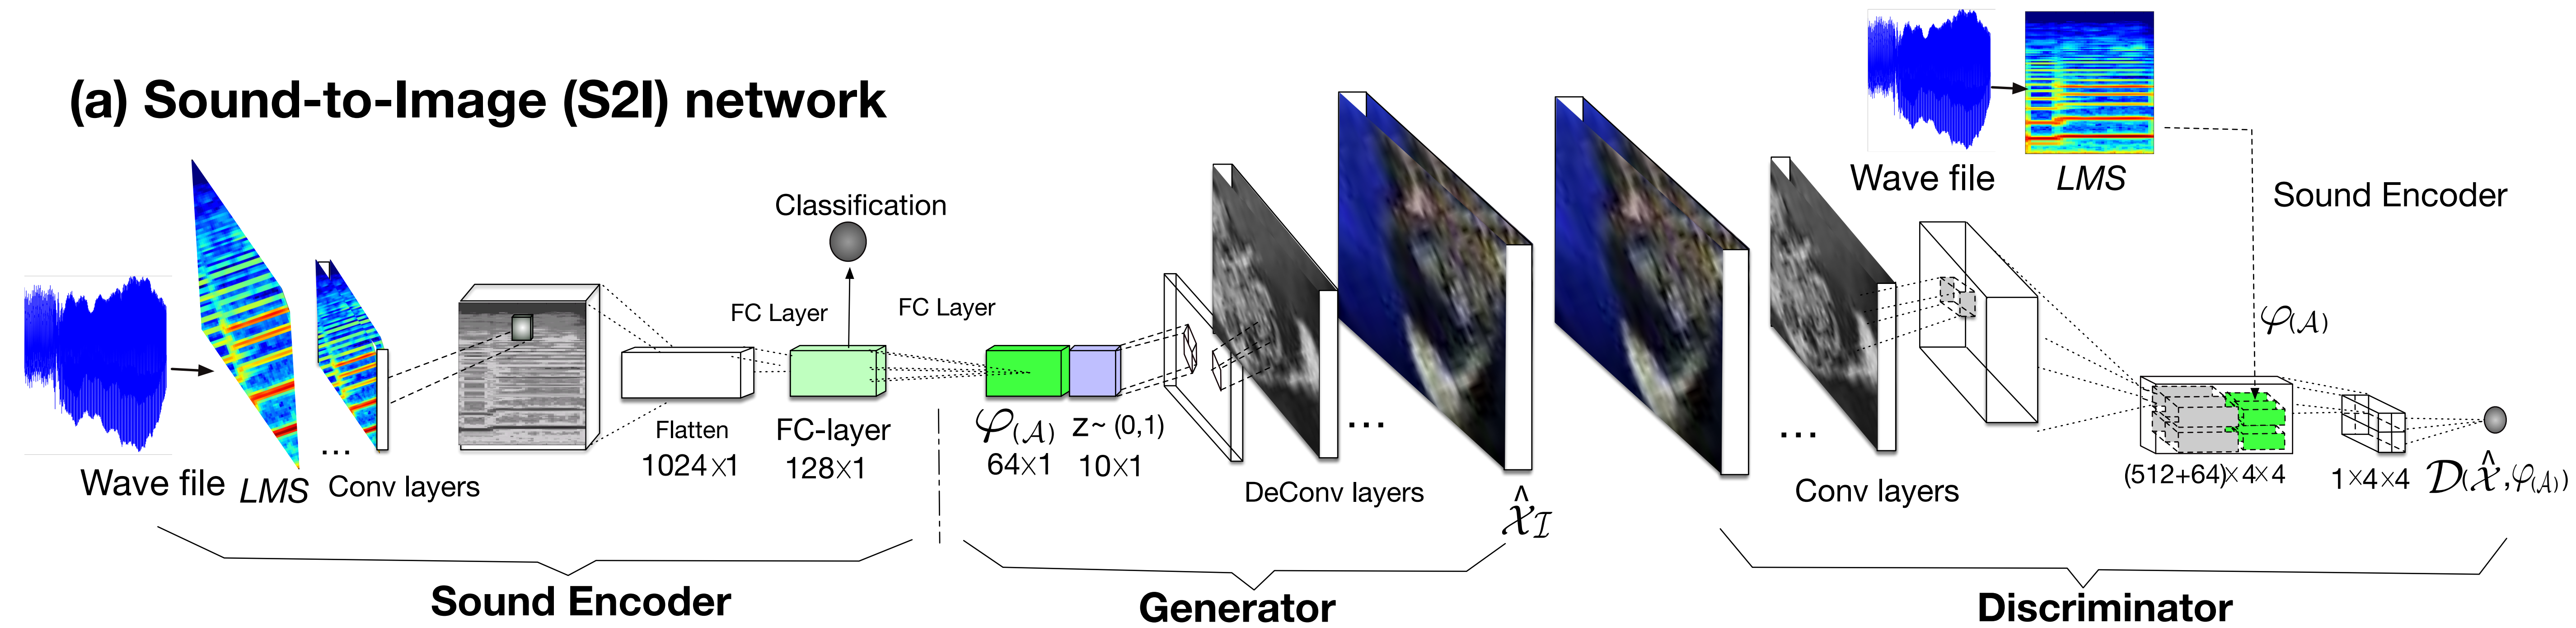 (a) Sound-to-Image (S2I) network
Wave file
LMS
Sound Encoder
Classification
FC Layer
FC Layer
φ(A)
...
...
...
Flatten
1024×1
FC-layer
128×1
φ(A)
64×1
z~ (0,1)
10×1
(512+64)×4×4
1×4×4
D(X̂,φ(A))
Wave file
LMS
Conv layers
DeConv layers
X̂_I
Conv layers
Sound Encoder
Generator
Discriminator